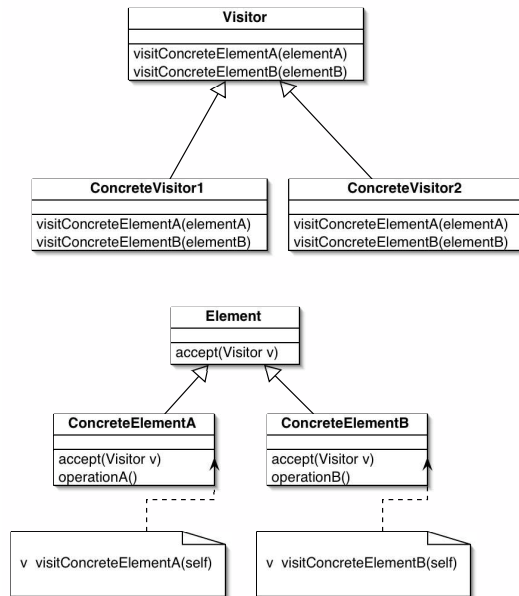 Visitor
visitConcreteElementA(elementA)
visitConcreteElementB(elementB)
ConcreteVisitor1
visitConcreteElementA(elementA)
visitConcreteElementB(elementB)
ConcreteVisitor2
visitConcreteElementA(elementA)
visitConcreteElementB(elementB)
Element
accept(Visitor v)
ConcreteElementA
accept(Visitor v)
operationA()
ConcreteElementB
accept(Visitor v)
operationB()
v visitConcreteElementA(self)
v visitConcreteElementB(self)